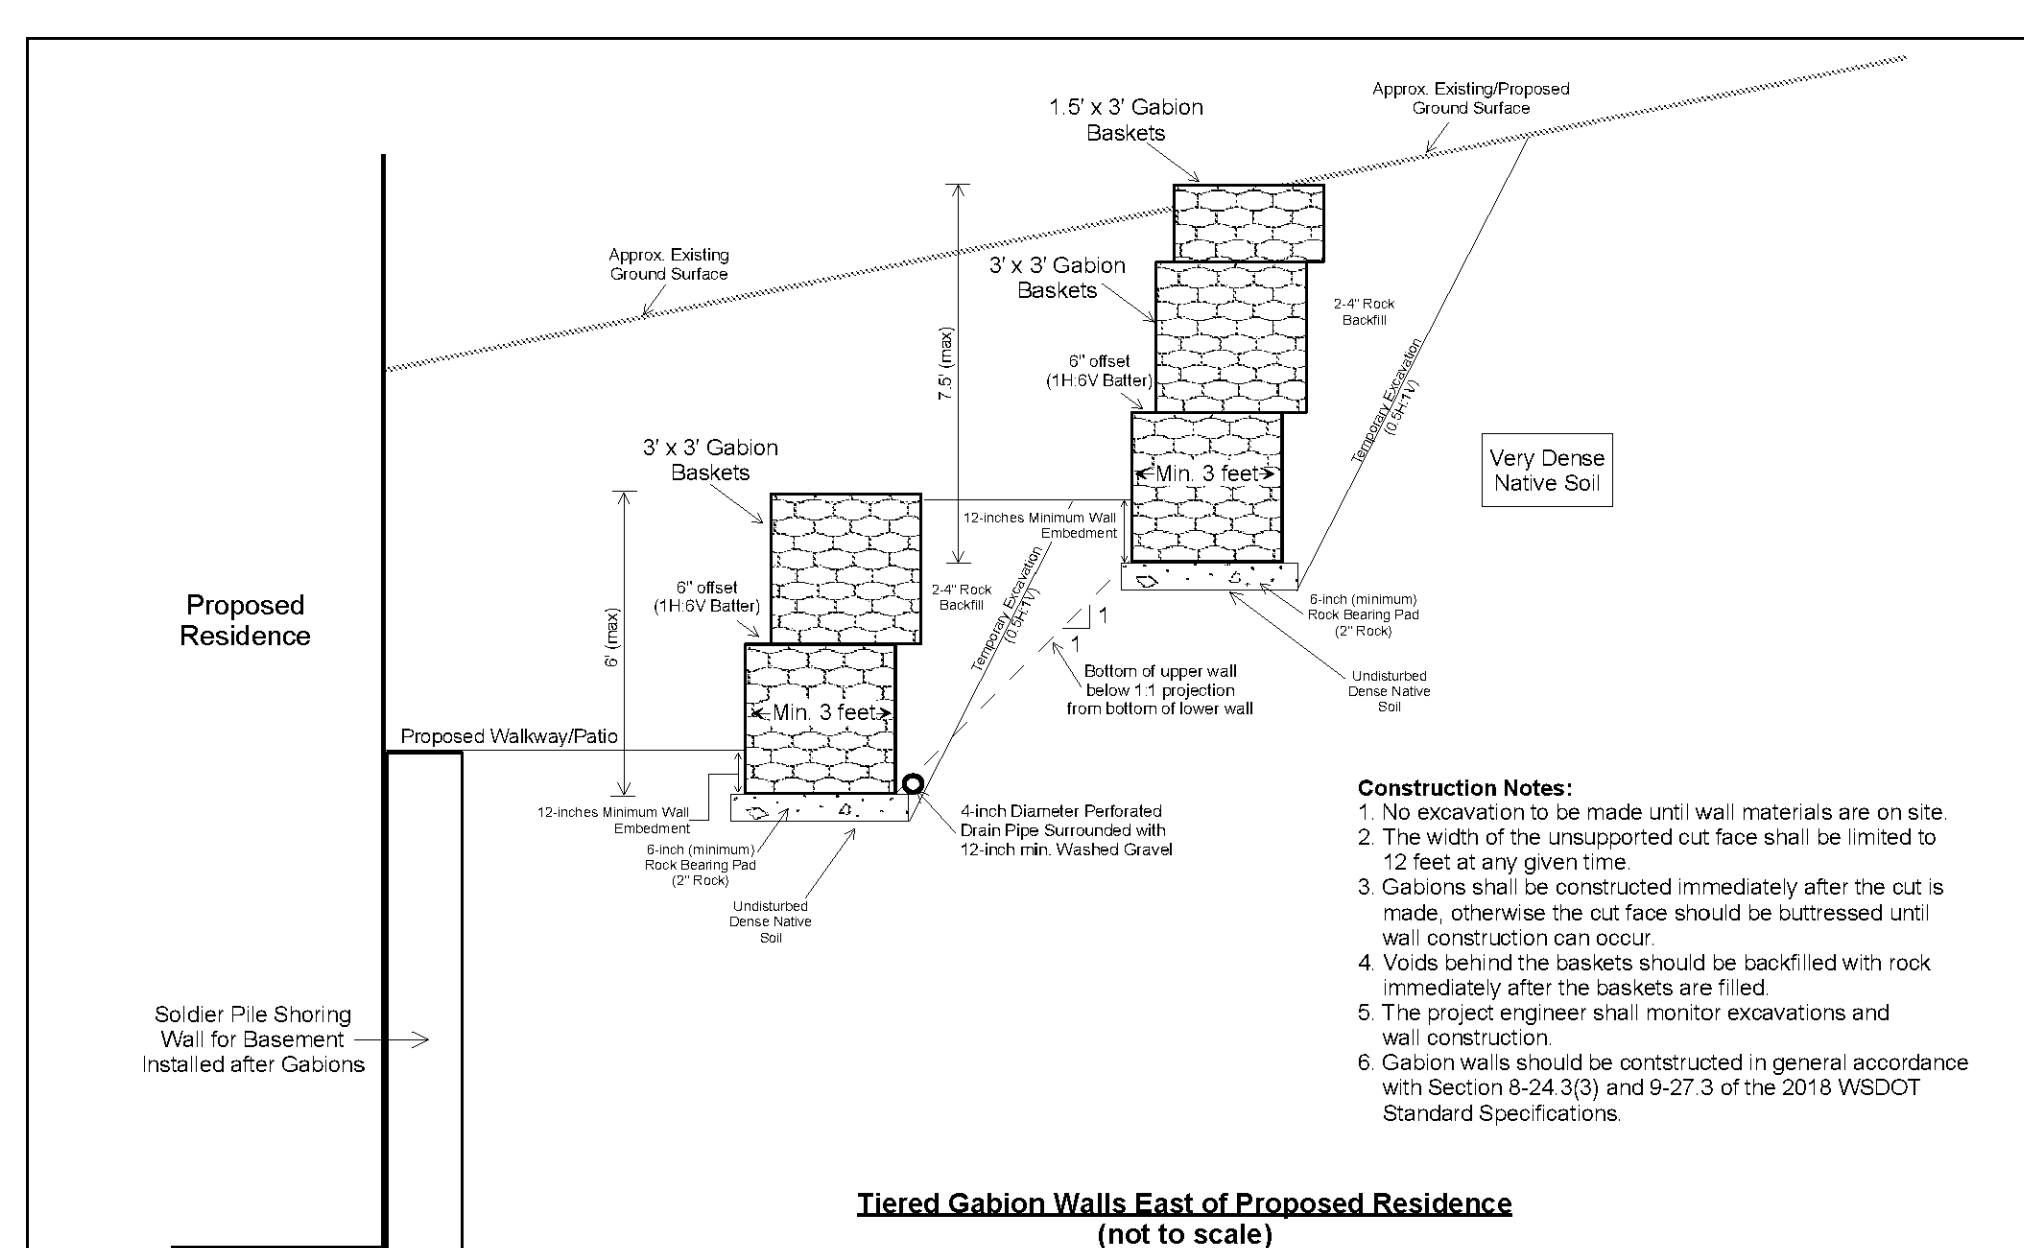 1.5' x 3' Gabion
Baskets
Approx. Existing/Proposed
Ground Surface
Approx. Existing
Ground Surface
3' x 3' Gabion
Baskets
2-4" Rock
Backfill
7.5' (max)
6" offset
(1H:6V Batter)
Temporary Excavation
(0.5H:1V)
3' x 3' Gabion
Baskets
Min. 3 feet
Very Dense
Native Soil
12-inches Minimum Wall
Embedment
6' (max)
6" offset
(1H:6V Batter)
2-4" Rock
Backfill
Temporary Excavation
(0.5H:1V)
1
1
6-inch (minimum)
Rock Bearing Pad
(2" Rock)
Proposed
Residence
Bottom of upper wall
below 1:1 projection
from bottom of lower wall
Undisturbed
Dense Native
Soil
Min. 3 feet
Proposed Walkway/Patio
12-inches Minimum Wall
Embedment
6-inch (minimum)
Rock Bearing Pad
(2" Rock)
4-inch Diameter Perforated
Drain Pipe Surrounded with
12-inch min. Washed Gravel
Undisturbed
Dense Native
Soil
Soldier Pile Shoring
Wall for Basement
Installed after Gabions
Construction Notes:
1. No excavation to be made until wall materials are on site.
2. The width of the unsupported cut face shall be limited to
12 feet at any given time.
3. Gabions shall be constructed immediately after the cut is
made, otherwise the cut face should be buttressed until
wall construction can occur.
4. Voids behind the baskets should be backfilled with rock
immediately after the baskets are filled.
5. The project engineer shall monitor excavations and
wall construction.
6. Gabion walls should be contstructed in general accordance
with Section 8-24.3(3) and 9-27.3 of the 2018 WSDOT
Standard Specifications.
Tiered Gabion Walls East of Proposed Residence
(not to scale)